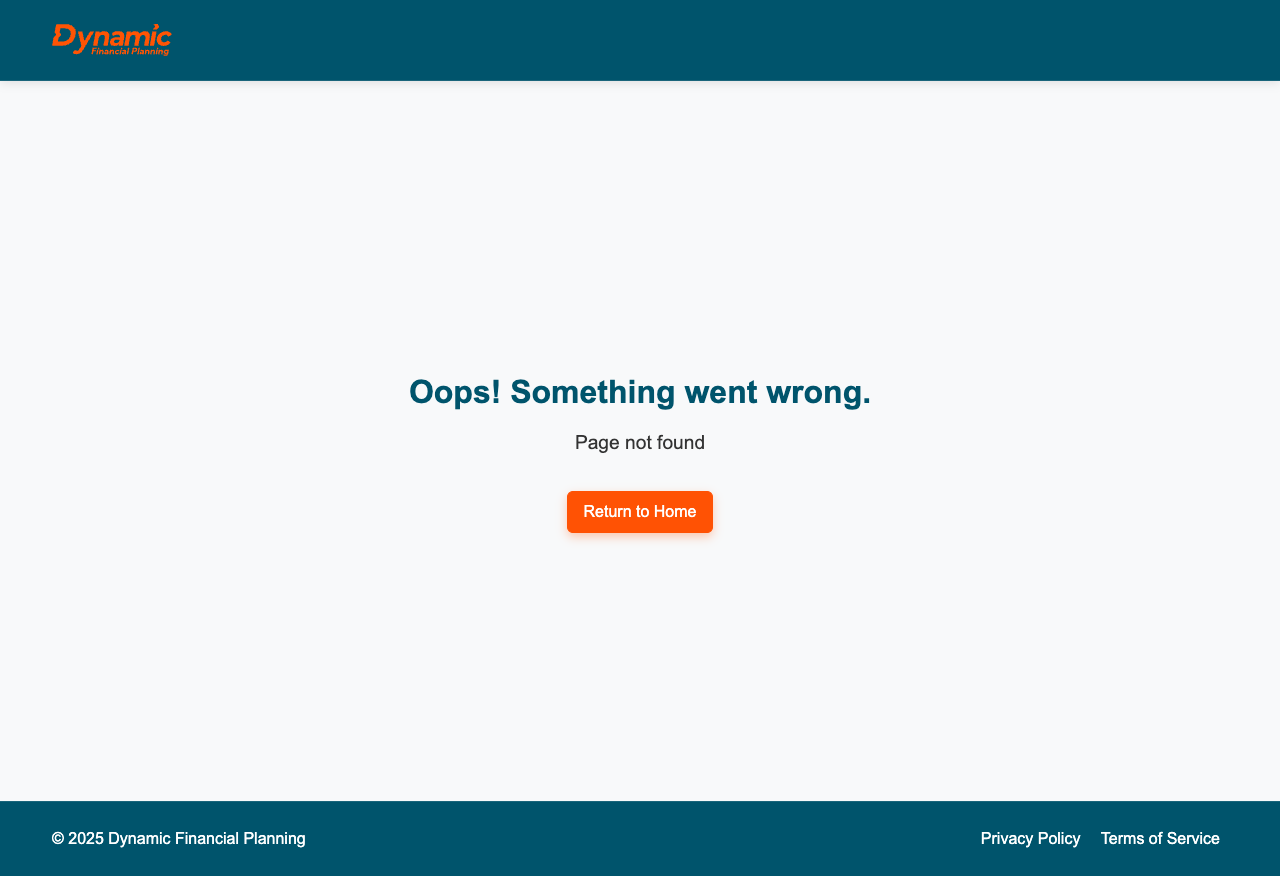 Dynamic
Financial Planning
Oops! Something went wrong.
Page not found
Return to Home
© 2025 Dynamic Financial Planning
Privacy Policy Terms of Service